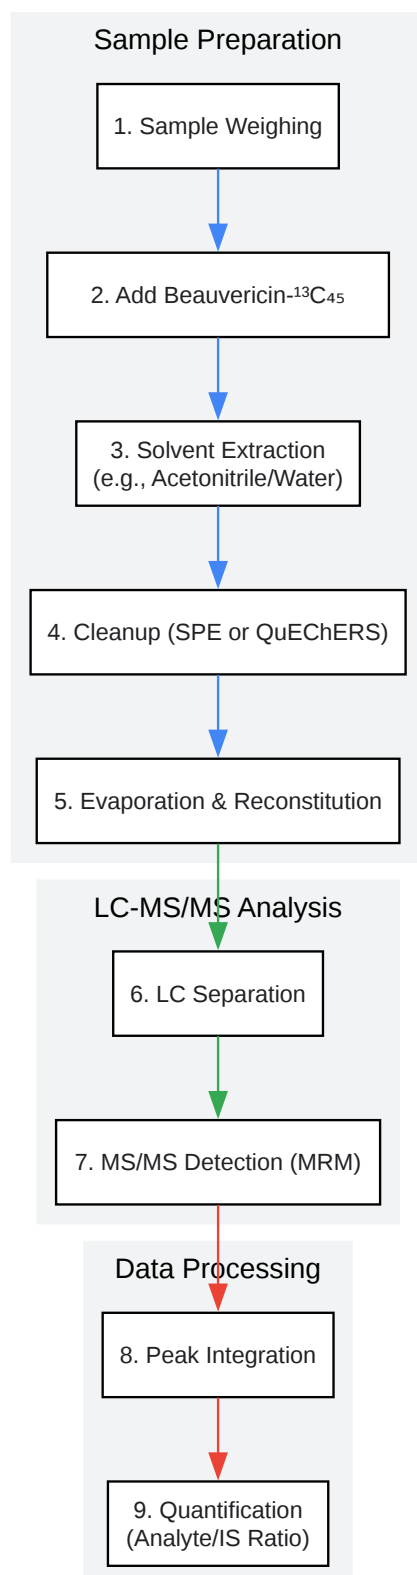 Sample Preparation
1. Sample Weighing
2. Add Beauvericin-¹³C₄₅
3. Solvent Extraction
(e.g., Acetonitrile/Water)
4. Cleanup (SPE or QuEChERS)
5. Evaporation & Reconstitution
LC-MS/MS Analysis
6. LC Separation
7. MS/MS Detection (MRM)
Data Processing
8. Peak Integration
9. Quantification
(Analyte/IS Ratio)